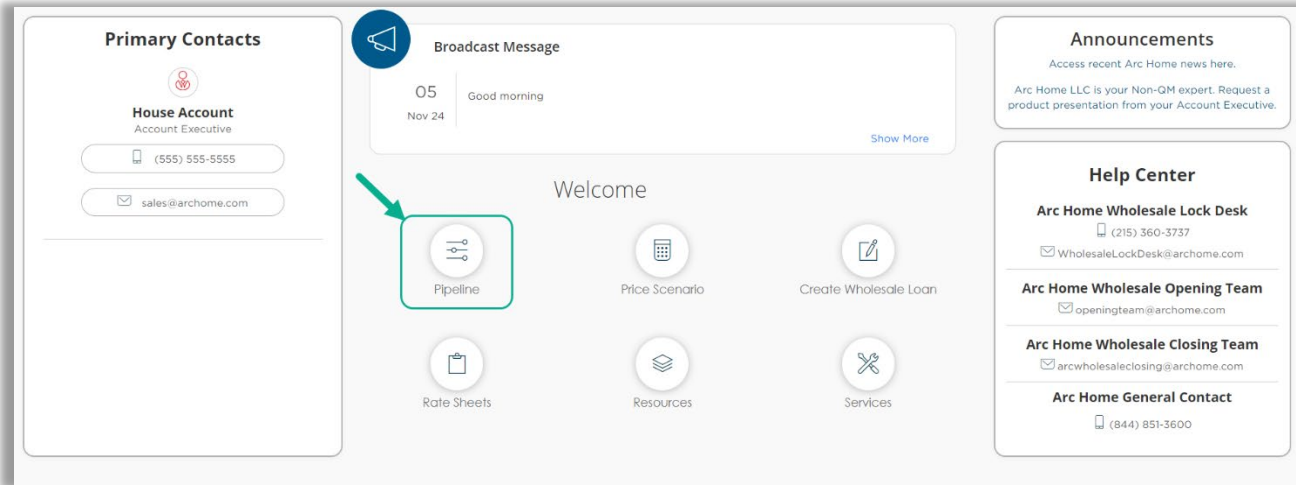 Primary Contacts
House Account
Account Executive
(555) 555-5555
sales@archome.com
Broadcast Message
05
Nov 24
Good morning
Show More
Welcome
Pipeline
Price Scenario
Create Wholesale Loan
Rate Sheets
Resources
Services
Announcements
Access recent Arc Home news here.
Arc Home LLC is your Non-QM expert. Request a
product presentation from your Account Executive.
Help Center
Arc Home Wholesale Lock Desk
(215) 360-3737
WholesaleLockDesk@archome.com
Arc Home Wholesale Opening Team
openingteam@archome.com
Arc Home Wholesale Closing Team
arcwholesaleclosing@archome.com
Arc Home General Contact
(844) 851-3600